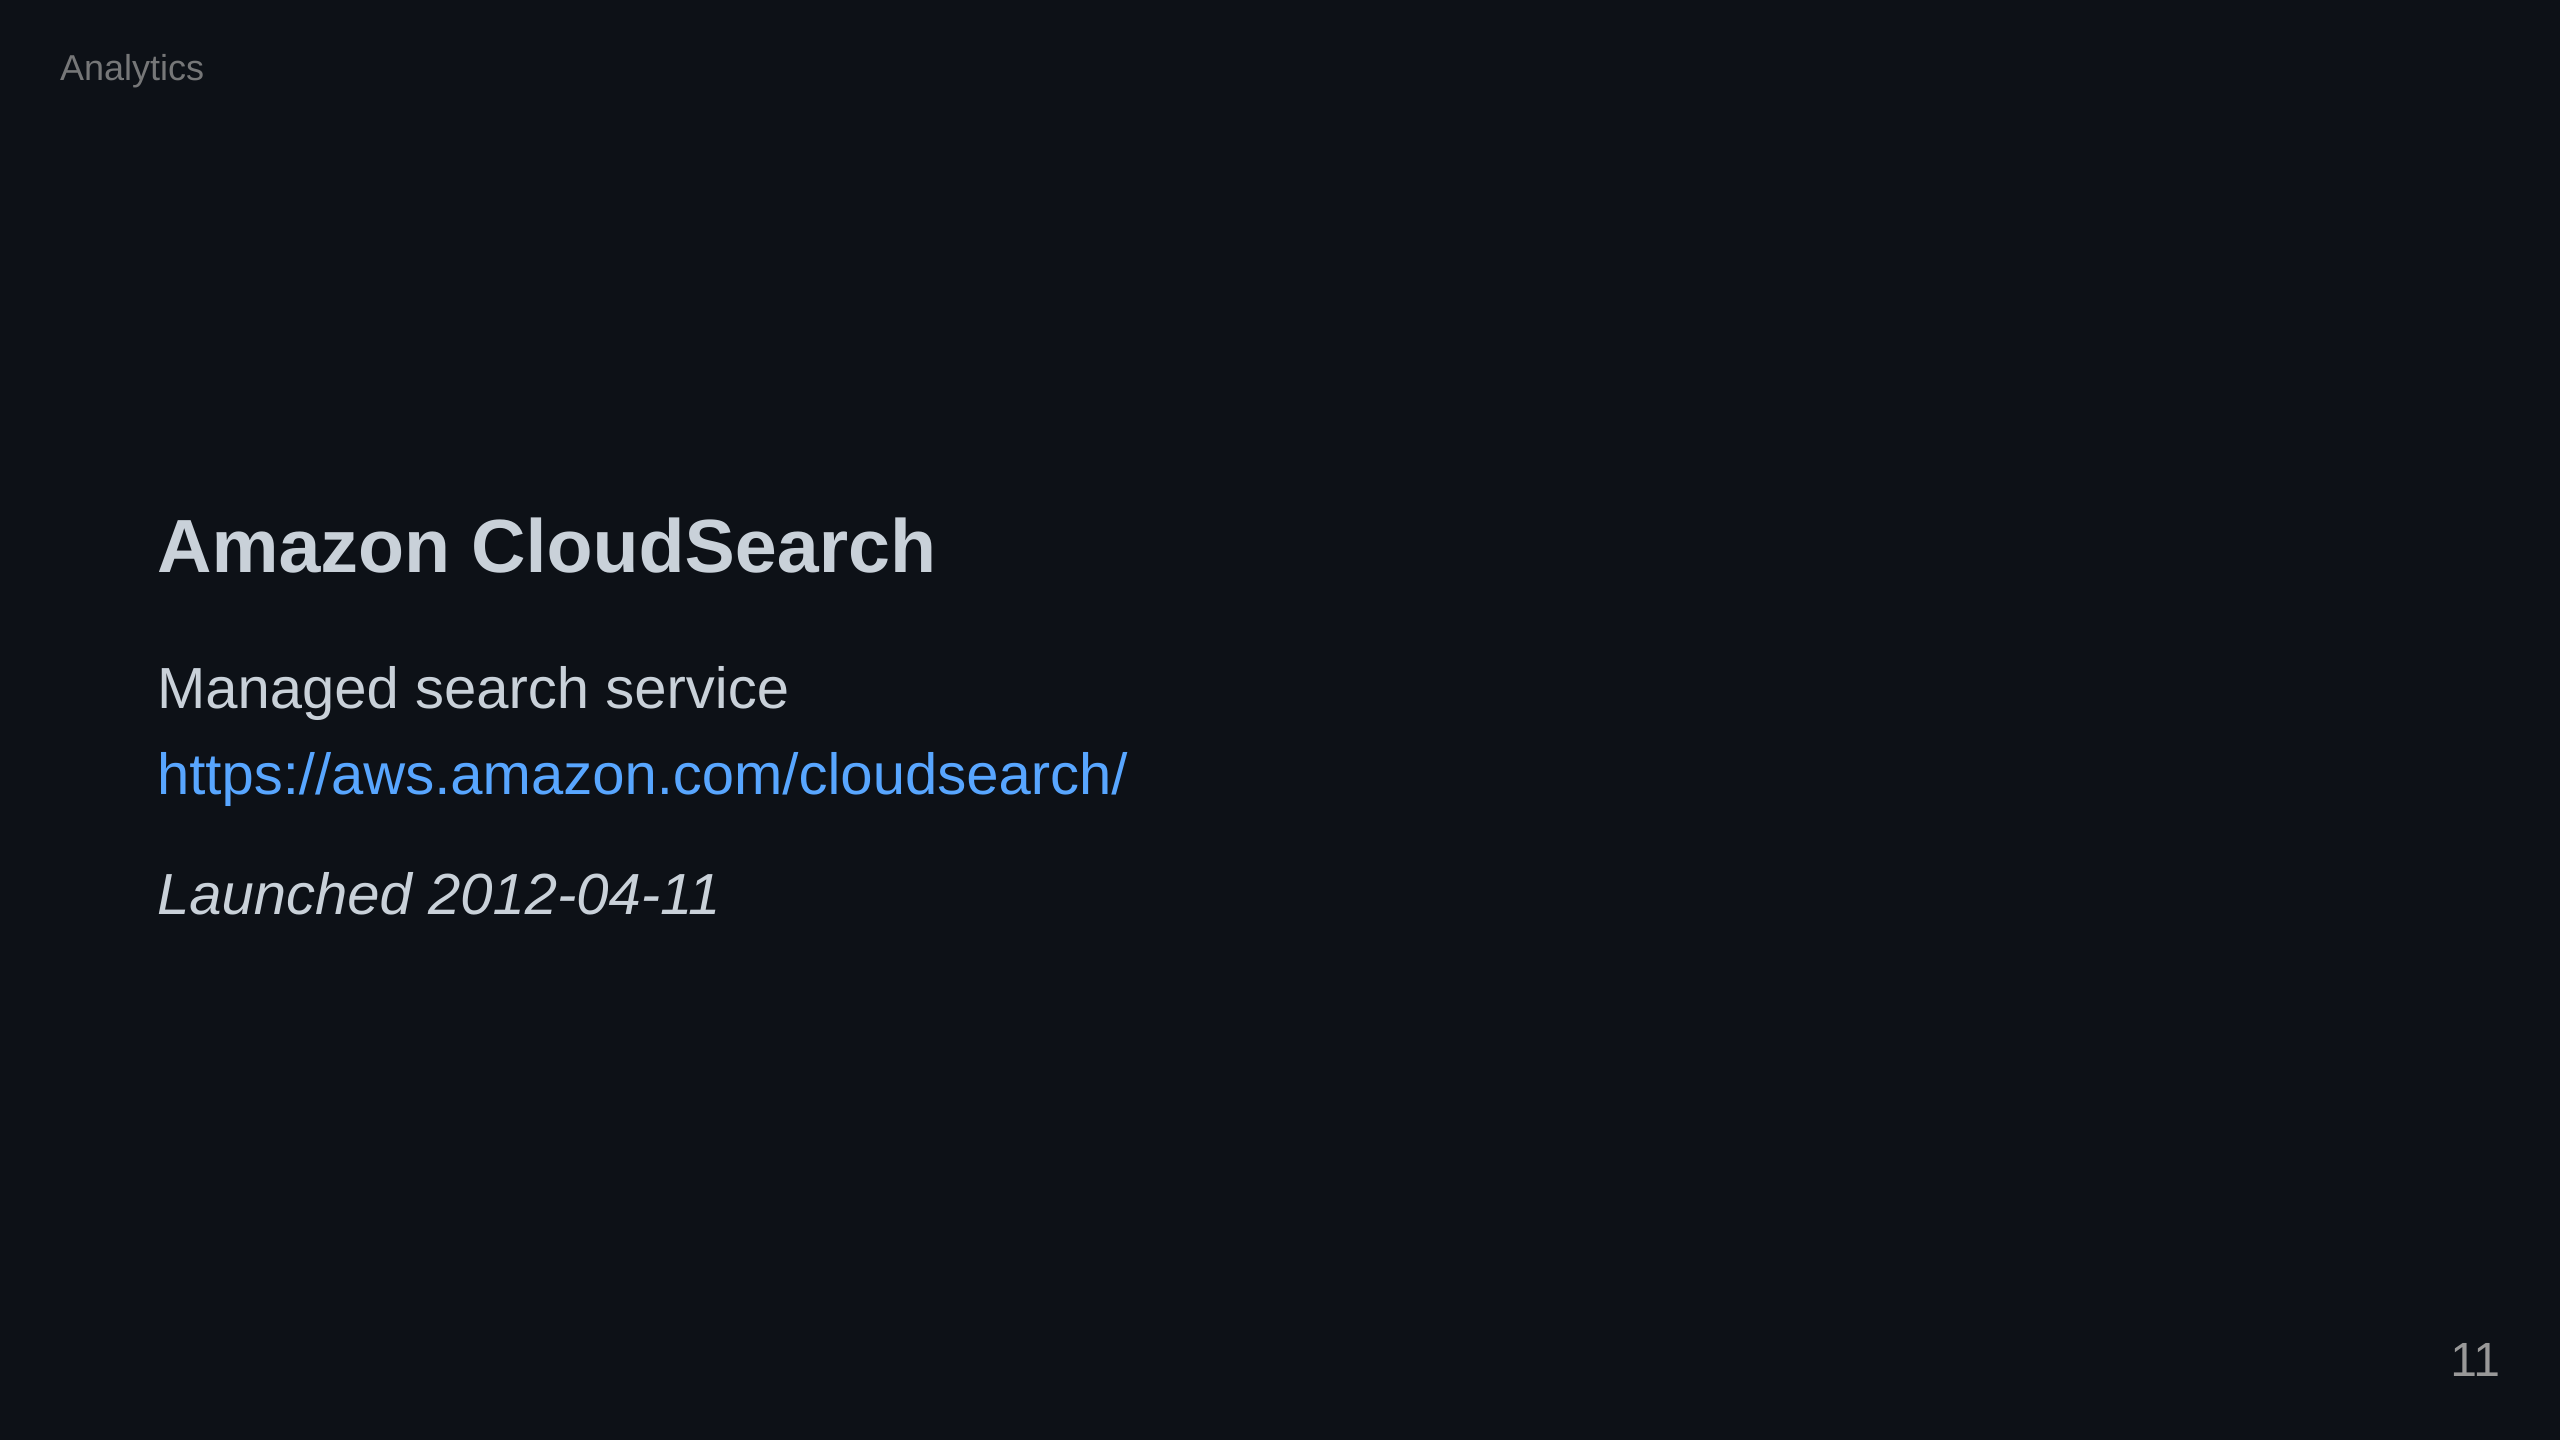 Analytics
Amazon CloudSearch
Managed search service
https://aws.amazon.com/cloudsearch/
Launched 2012-04-11
11